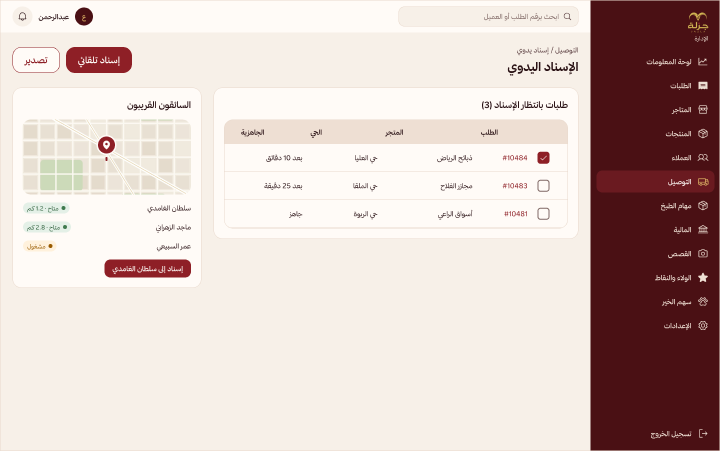 جزلة
الإدارة
لوحة المعلومات
الطلبات
المتاجر
المنتجات
العملاء
التوصيل
مهام الطبخ
المالية
القصص
الولاء والنقاط
سهم الخير
الإعدادات
تسجيل الخروج
ابحث برقم الطلب أو العميل
ع
عبدالرحمن
التوصيل / إسناد يدوي
الإسناد اليدوي
إسناد تلقائي
تصدير
طلبات بانتظار الإسناد (3)
الطلب المتجر الحي الجاهزية
#10484 ذبائح الرياض حي العليا بعد 10 دقائق
#10483 مجازر الفلاح حي الملقا بعد 25 دقيقة
#10481 أسواق الراعي حي الربوة جاهز
السائقون القريبون
سلطان الغامدي متاح · 1.2 كم
ماجد الزهراني متاح · 2.8 كم
عمر السبيعي مشغول
إسناد إلى سلطان الغامدي